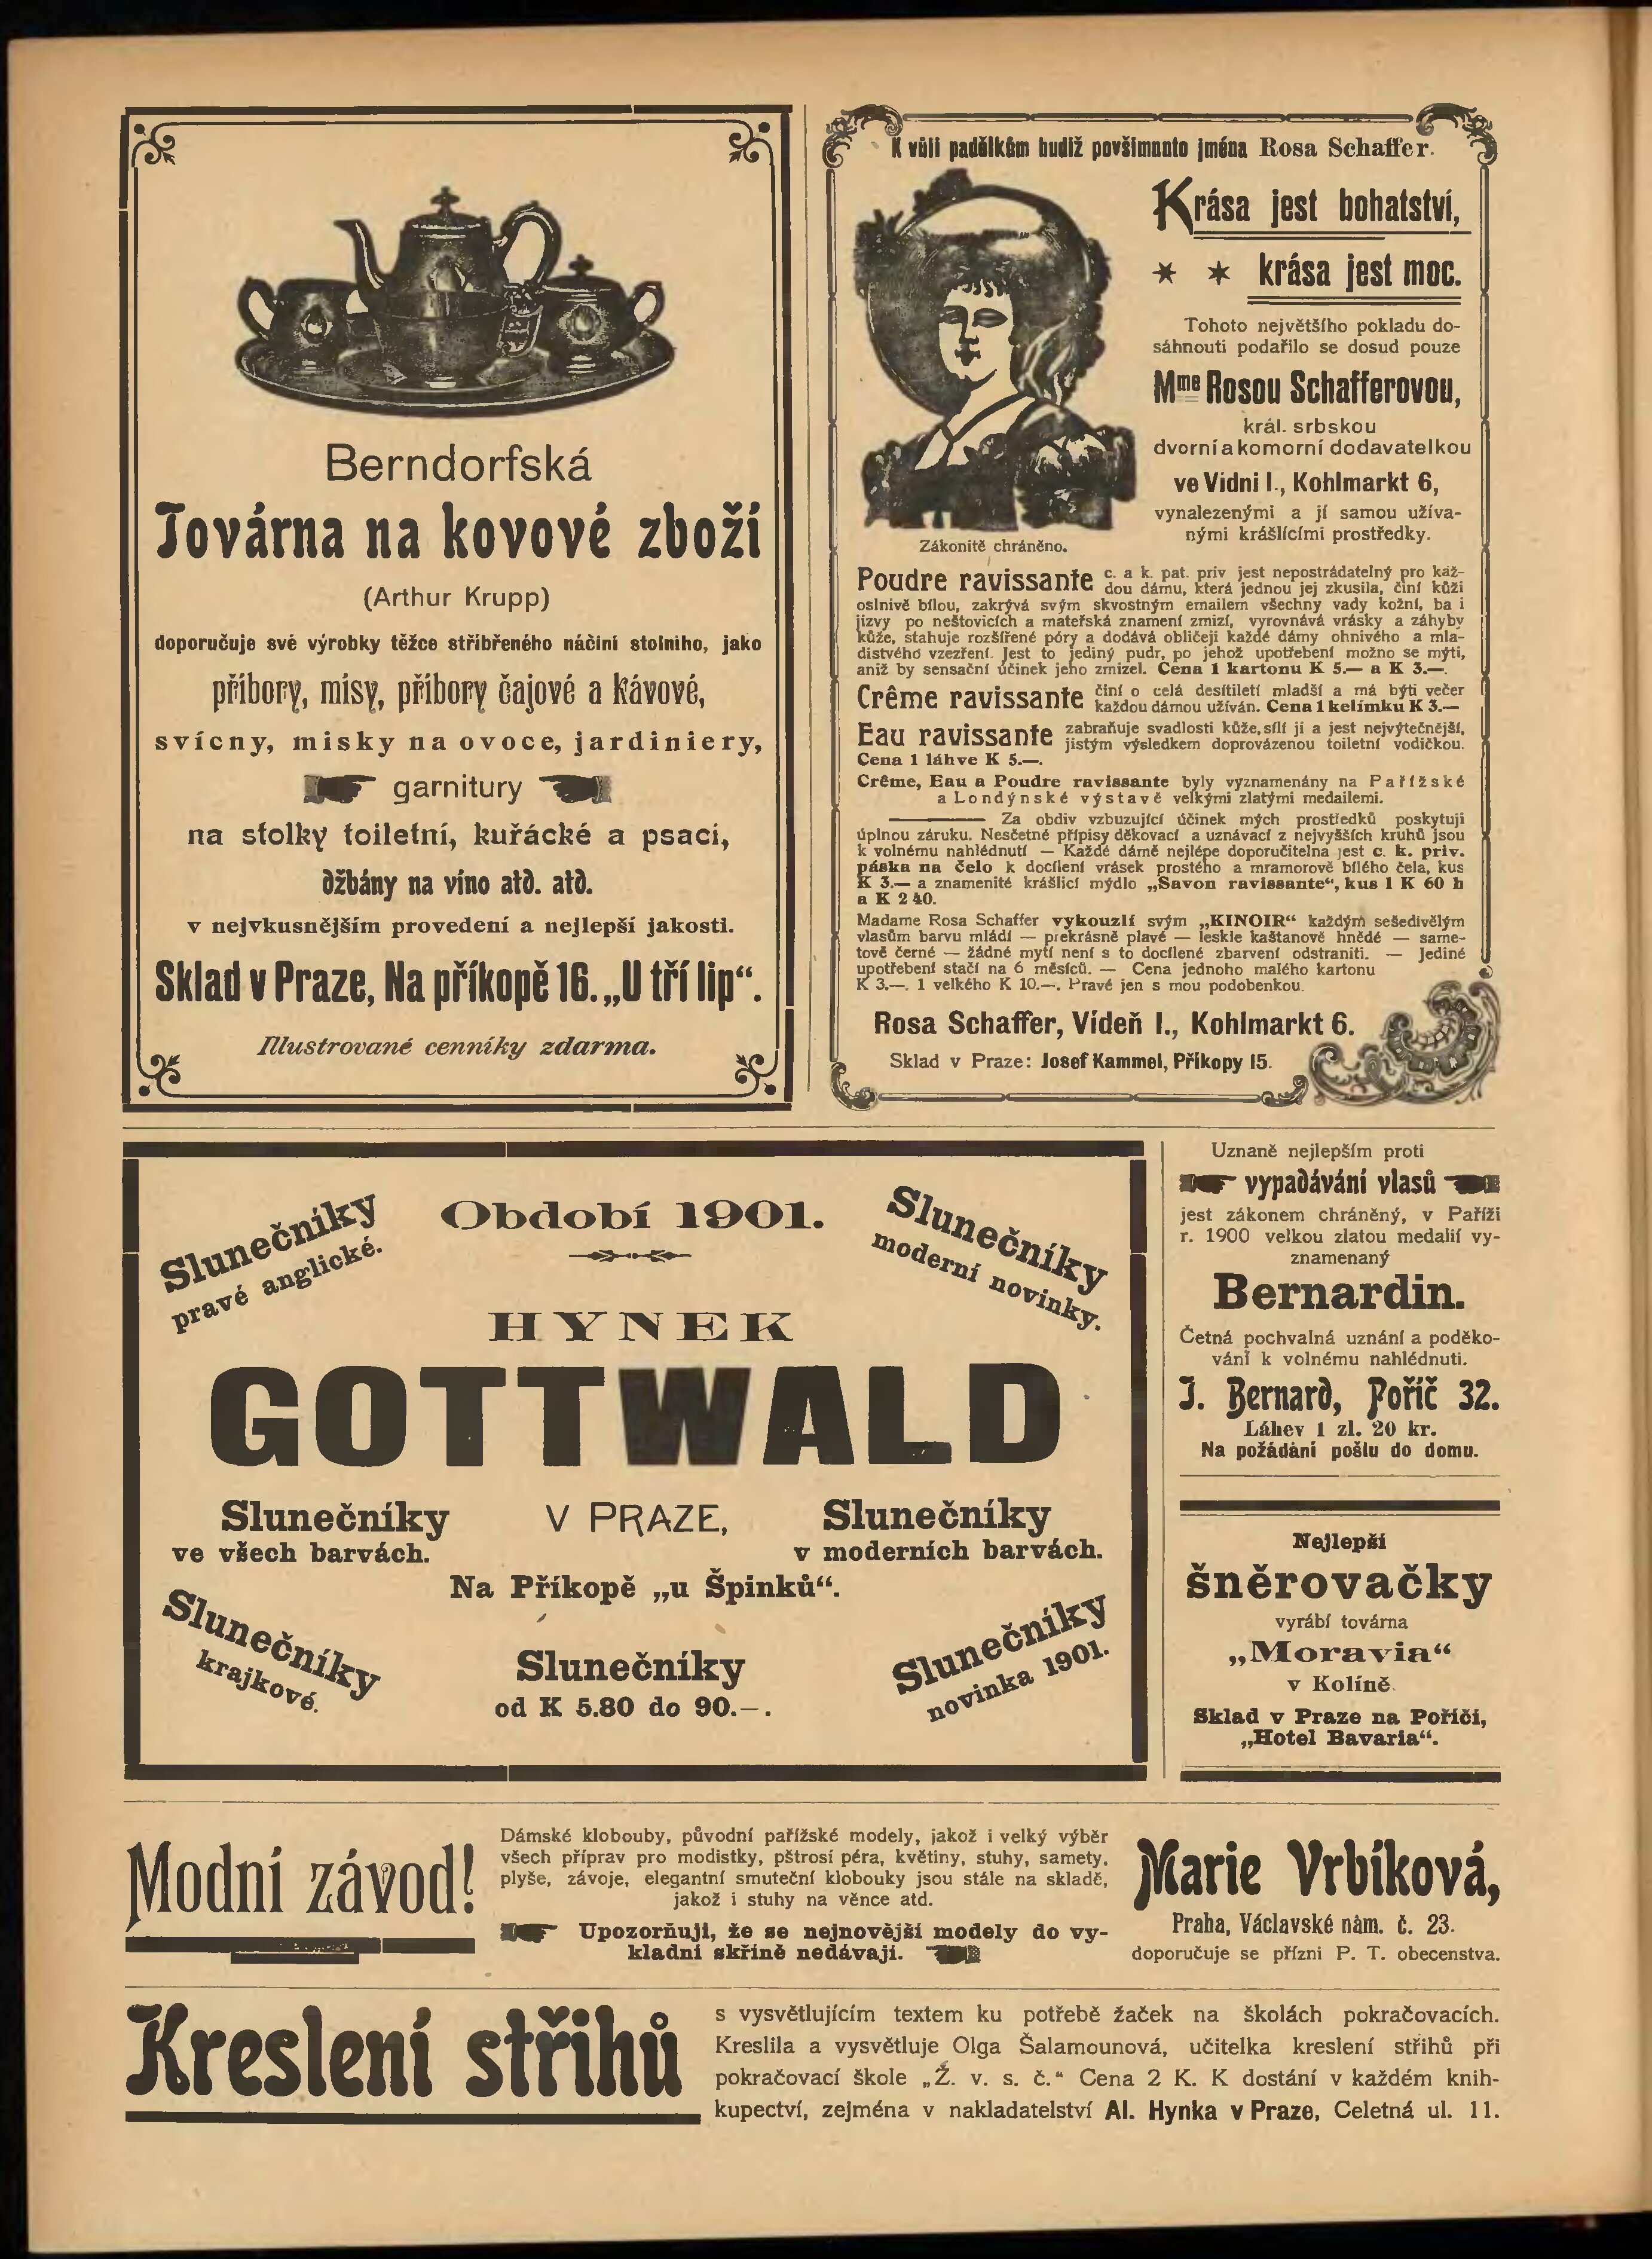 Berndorfská
Továrna na kovové zboží
(Arthur Krupp)
doporučuje své výrobky těžce stříbřeného náčiní stolního, jako
příbory, mísy, příbory čajové a kávové,
svícny, misky na ovoce, jardiniery,
garnitury
na stolky toiletní, kuřácké a psací,
džbány na víno atd. atd.
v nejvkusnějším provedení a nejlepší jakosti.
Sklad v Praze, Na příkopě 16. „U tří lip“.
Illustrované cenníky zdarma.
K vůli padělkům budiž povšimnuto jména Rosa Schaffer.
Krása jest bohatství,
* * krása jest moc.
Tohoto největšího pokladu do-
sáhnouti podařilo se dosud pouze
Mme Rosou Schafferovou,
král. srbskou
dvorní a komorní dodavatelkou
ve Vídni I., Kohlmarkt 6,
vynalezenými a jí samou užíva-
nými krášlícími prostředky.
Zákonitě chráněno.
Poudre ravissante c. a k. pat. priv jest nepostrádatelný pro kaž-
dou dámu, která jednou jej zkusila, činí kůži
oslnivě bílou, zakrývá svým skvostným emailem všechny vady kožní, ba i
jizvy po neštovicích a mateřská znamení zmizí, vyrovnává vrásky a záhyby
kůže, stahuje rozšířené póry a dodává obličeji každé dámy ohnivého a mla-
distvého vzezření. Jest to jediný pudr, po jehož upotřebení možno se mýti,
aniž by sensační účinek jeho zmizel. Cena 1 kartonu K 5.— a K 3.—.
Crême ravissante činí o celá desítiletí mladší a má býti večer
každou dámou užíván. Cena 1 kelímku K 3.—
Eau ravissante zabraňuje svadlosti kůže, sílí ji a jest nejvýtečnější,
jistým výsledkem doprovázenou toiletní vodičkou.
Cena 1 láhve K 5.—.
Crême, Eau a Poudre ravissante byly vyznamenány na Pařížské
a Londýnské výstavě velkými zlatými medailemi.
Za obdiv vzbuzující účinek mých prostředků poskytuji
úplnou záruku. Nesčetné přípisy děkovací a uznávací z nejvyšších kruhů jsou
k volnému nahlédnutí — Každé dámě nejlépe doporučitelna jest c. k. priv.
páska na čelo k docílení vrásek prostého a mramorově bílého čela, kus
K 3.— a znamenité krášlicí mýdlo „Savon ravissante“, kus 1 K 60 h
a K 2 40.
Madame Rosa Schaffer vykouzlí svým „KINOIR“ každým sešedivělým
vlasům barvu mládí — překrásně plavé — leskle kaštanově hnědé — same-
tově černé — žádné mytí není s to docílené zbarvení odstraniti. — Jediné
upotřebení stačí na 6 měsíců. — Cena jednoho malého kartonu
K 3.—. 1 velkého K 10.—. Pravé jen s mou podobenkou.
Rosa Schaffer, Vídeň I., Kohlmarkt 6.
Sklad v Praze: Josef Kammel, Příkopy 15.
Slunečníky
pravé anglické.
Období 1901.
Slunečníky
moderní novinky.
HYNEK
GOTTWALD
Slunečníky
ve všech barvách.
V PRAZE,
Slunečníky
v moderních barvách.
Na Příkopě „u Špinků“.
Slunečníky
krajkové.
Slunečníky
od K 5.80 do 90.—.
Slunečníky
novinka 1901.
Uznaně nejlepším proti
vypadávání vlasů
jest zákonem chráněný, v Paříži
r. 1900 velkou zlatou medalií vy-
znamenaný
Bernardin.
Četná pochvalná uznání a poděko-
vání k volnému nahlédnuti.
J. Bernard, Poříč 32.
Láhev 1 zl. 20 kr.
Na požádání pošlu do domu.
Nejlepší
šněrovačky
vyrábí továrna
„Moravia“
v Kolíně
Sklad v Praze na Poříčí,
„Hotel Bavaria“.
Modní závod!
Dámské klobouby, původní pařížské modely, jakož i velký výběr
všech příprav pro modistky, pštrosí péra, květiny, stuhy, samety,
plyše, závoje, elegantní smuteční klobouky jsou stále na skladě,
jakož i stuhy na věnce atd.
Upozorňuji, že se nejnovější modely do vy-
kladní skříně nedávají.
Marie Vrbíková,
Praha, Václavské nám. č. 23.
doporučuje se přízni P. T. obecenstva.
Kreslení střihů
s vysvětlujícím textem ku potřebě žaček na školách pokračovacích.
Kreslila a vysvětluje Olga Šalamounová, učitelka kreslení střihů při
pokračovací škole „Ž. v. s. č.“ Cena 2 K. K dostání v každém knih-
kupectví, zejména v nakladatelství Al. Hynka v Praze, Celetná ul. 11.